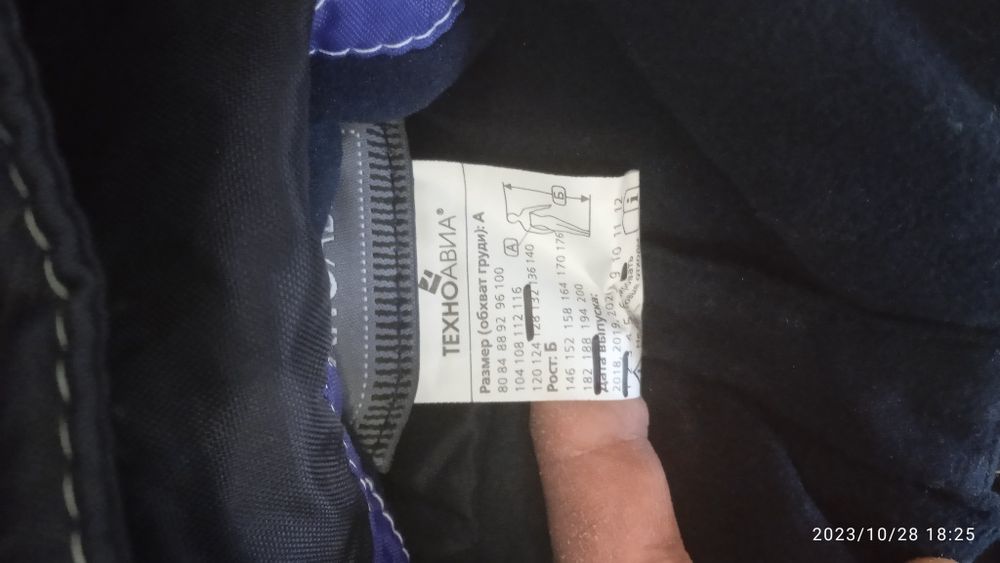 ТЕХНОАВИА®
Размер (обхват груди): А
80 84 88 92 96 100
104 108 112 116
120 124 128 132 136 140
Рост: Б
146 152 158 164 170 176
182 188 194 200
Дата выпуска:
2018, 2019, 202 9 10 11 12
А
Б
i
2023/10/28 18:25